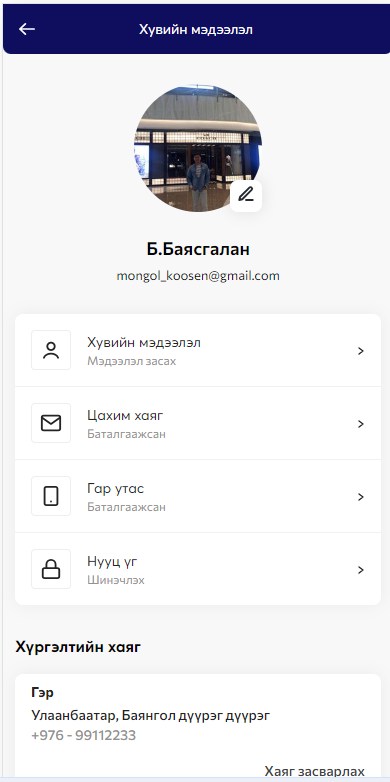 Хувийн мэдээлэл
Б.Баясгалан
mongol_koosen@gmail.com
Хувийн мэдээлэл
Мэдээлэл засах
Цахим хаяг
Баталгаажсан
Гар утас
Баталгаажсан
Нууц үг
Шинэчлэх
Хүргэлтийн хаяг
Гэр
Улаанбаатар, Баянгол дүүрэг дүүрэг
+976 - 99112233
Хаяг засварлах